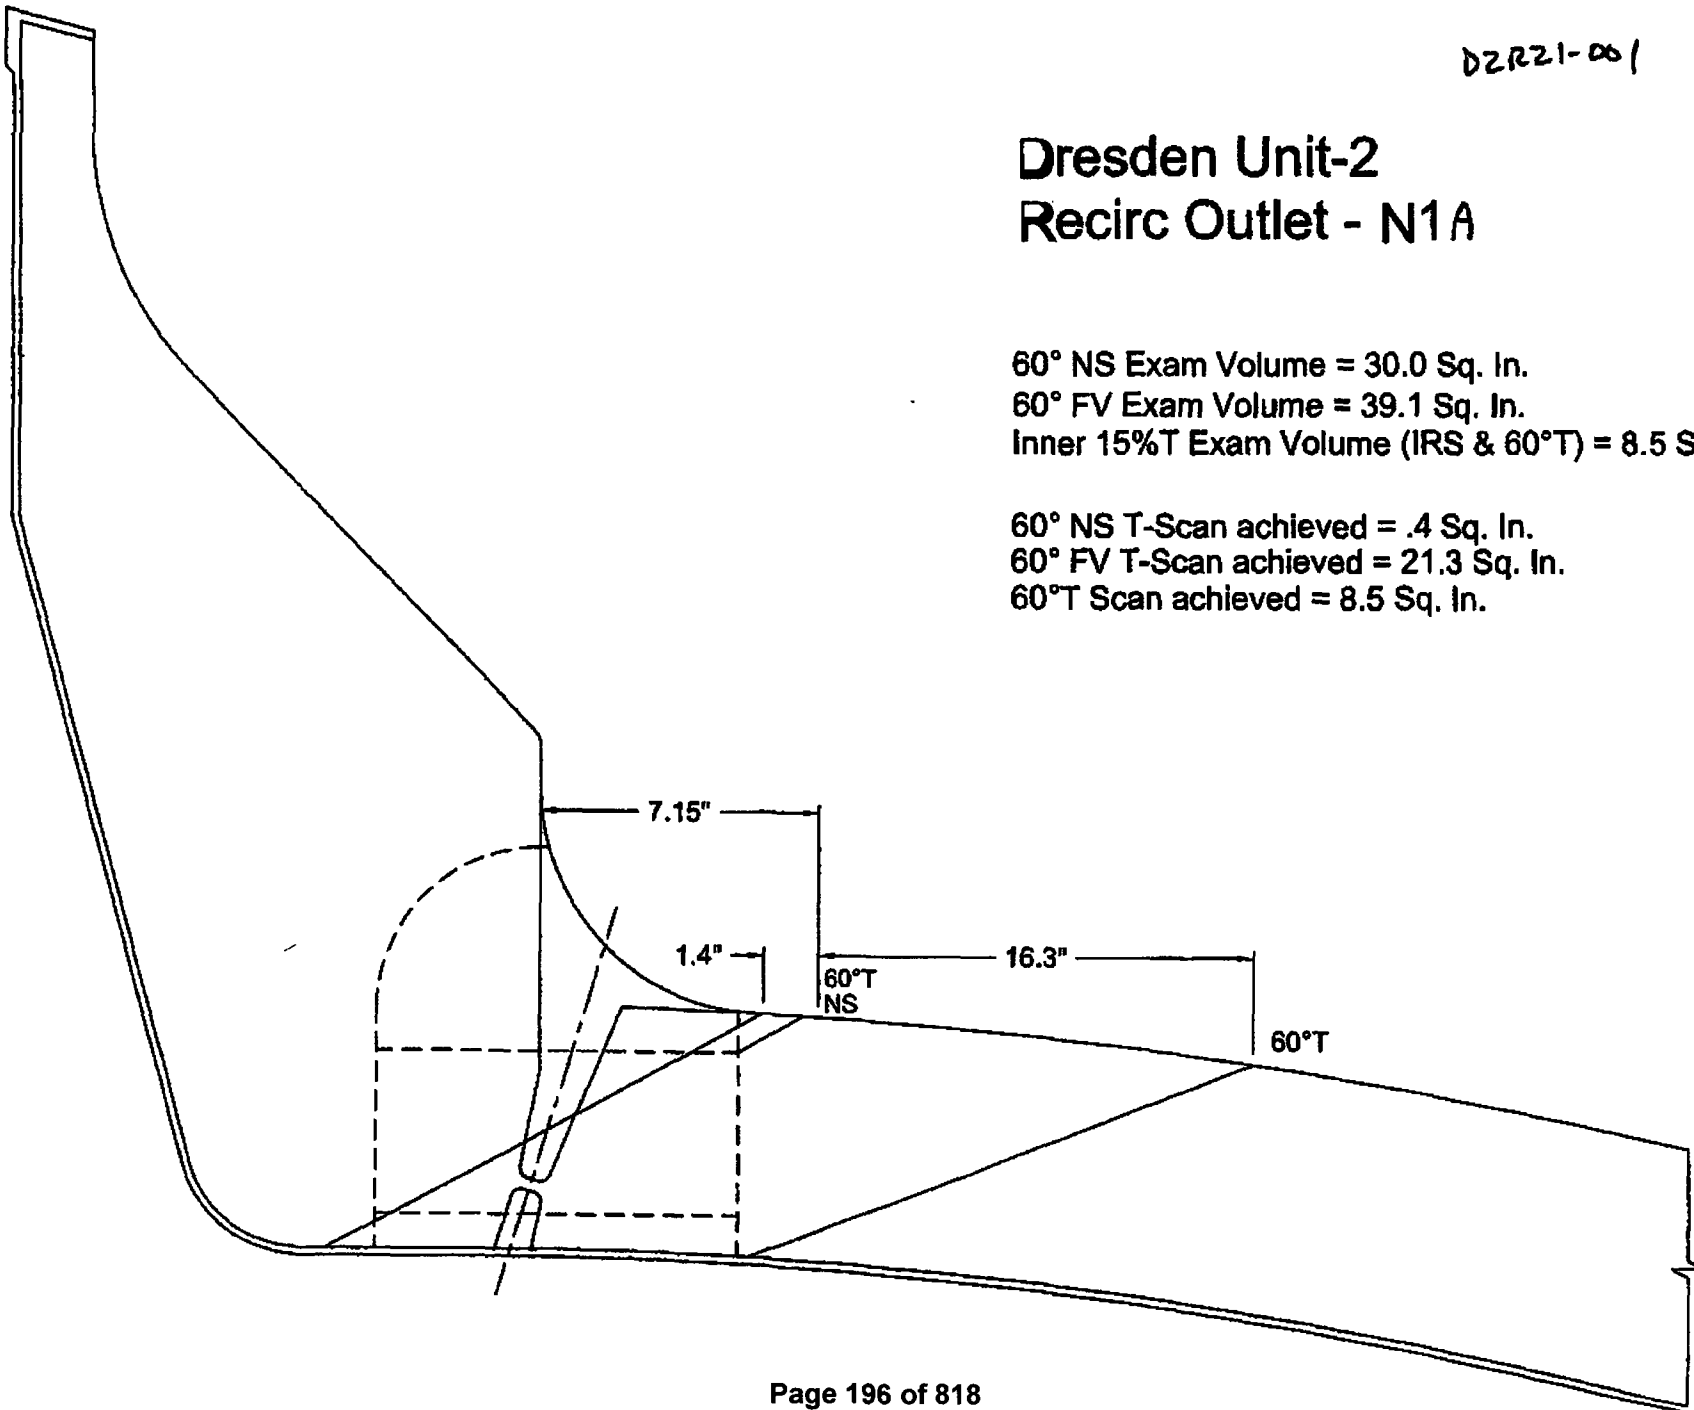 D2R21-001
Dresden Unit-2
Recirc Outlet - N1A
60° NS Exam Volume = 30.0 Sq. In.
60° FV Exam Volume = 39.1 Sq. In.
Inner 15%T Exam Volume (IRS & 60°T) = 8.5 S
60° NS T-Scan achieved = .4 Sq. In.
60° FV T-Scan achieved = 21.3 Sq. In.
60°T Scan achieved = 8.5 Sq. In.
7.15"
1.4"
16.3"
60°T
NS
60°T
Page 196 of 818